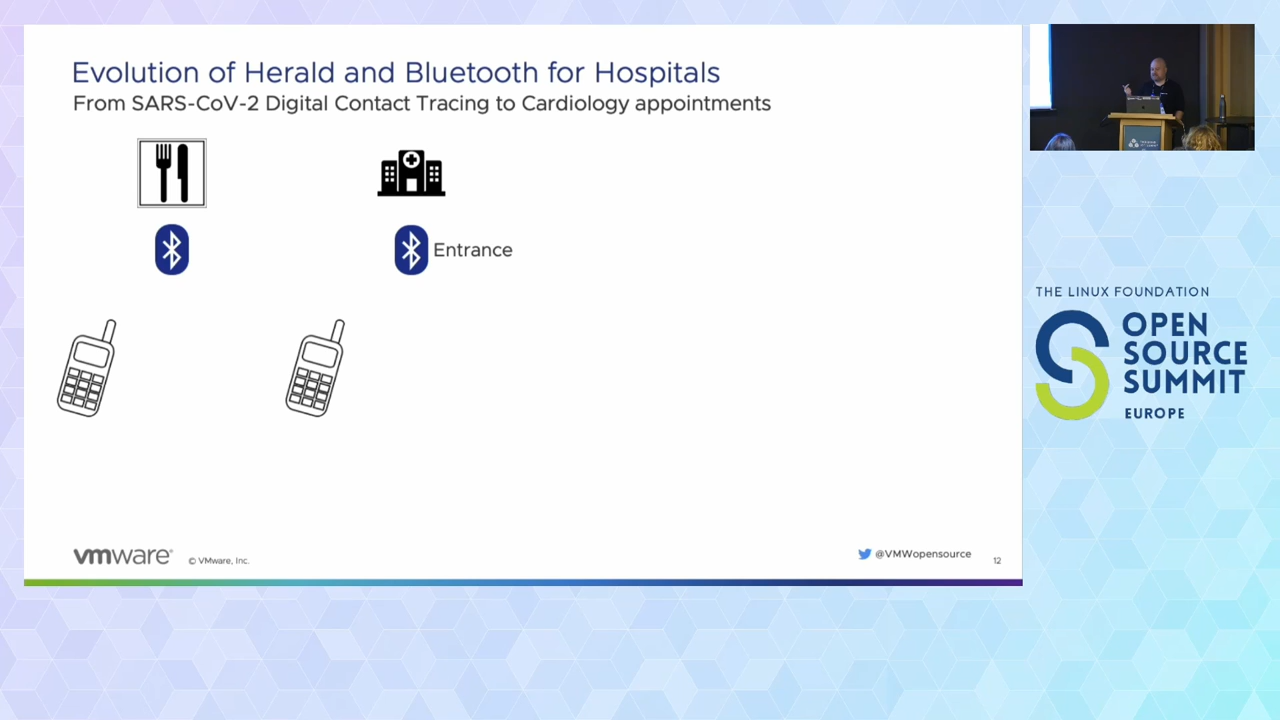 Evolution of Herald and Bluetooth for Hospitals
From SARS-CoV-2 Digital Contact Tracing to Cardiology appointments
Entrance
vmware®
© VMware, Inc.
@VMWopensource
12
THE LINUX FOUNDATION
OPEN
SOURCE
SUMMIT
EUROPE